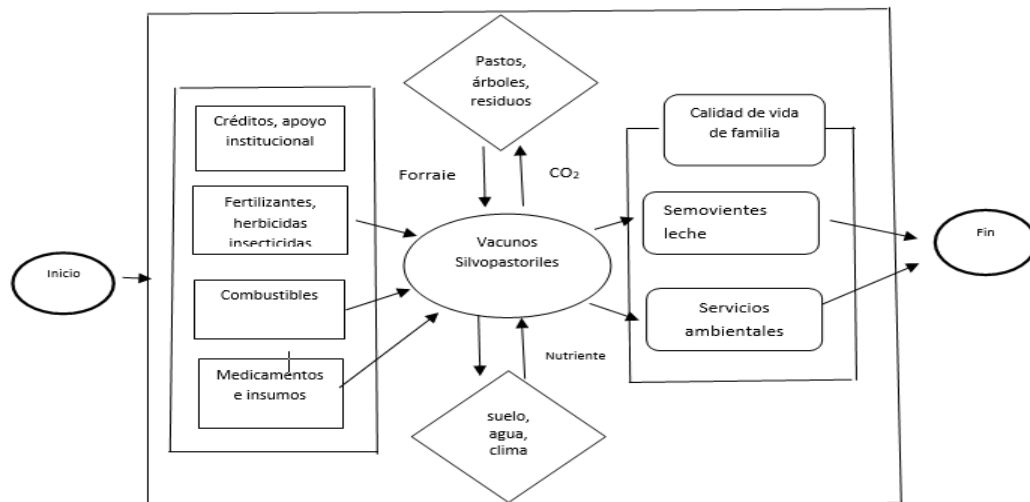 Pastos,
árboles,
residuos
Créditos, apoyo
institucional
Calidad de vida
de familia
Forraie
CO₂
Fertilizantes,
herbicidas
insecticidas
Semovientes
leche
Vacunos
Silvopastoriles
Fin
Inicio
Combustibles
Servicios
ambientales
Nutriente
Medicamentos
e insumos
suelo,
agua,
clima